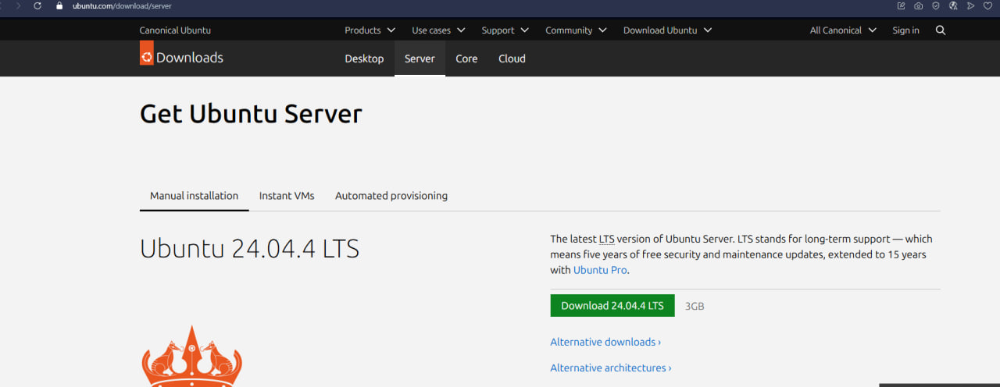 ubuntu.com/download/server
Canonical Ubuntu Products Use cases Support Community Download Ubuntu All Canonical Sign in
Downloads Desktop Server Core Cloud
Get Ubuntu Server
Manual installation Instant VMs Automated provisioning
Ubuntu 24.04.4 LTS
The latest LTS version of Ubuntu Server. LTS stands for long-term support — which
means five years of free security and maintenance updates, extended to 15 years
with Ubuntu Pro.
Download 24.04.4 LTS 3GB
Alternative downloads ›
Alternative architectures ›